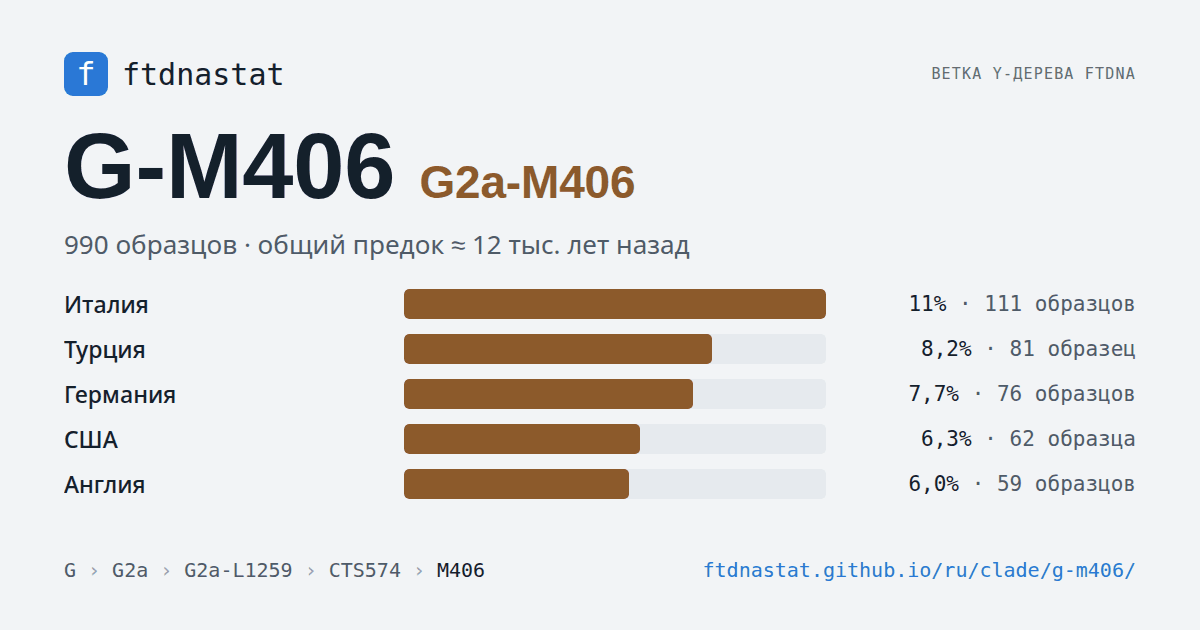 f ftdnastat
ВЕТКА Y-ДЕРЕВА FTDNA
G-M406 G2a-M406
990 образцов · общий предок ≈ 12 тыс. лет назад
Италия 11% · 111 образцов
Турция 8,2% · 81 образец
Германия 7,7% · 76 образцов
США 6,3% · 62 образца
Англия 6,0% · 59 образцов
G › G2a › G2a-L1259 › CTS574 › M406
ftdnastat.github.io/ru/clade/g-m406/